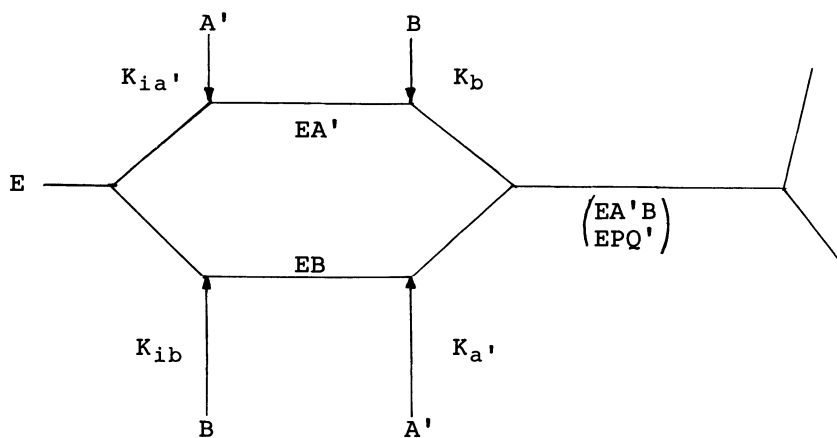 A' B
K_ia' K_b
EA'
E
(EA'B
EPQ')
EB
K_ib K_a'
B A'